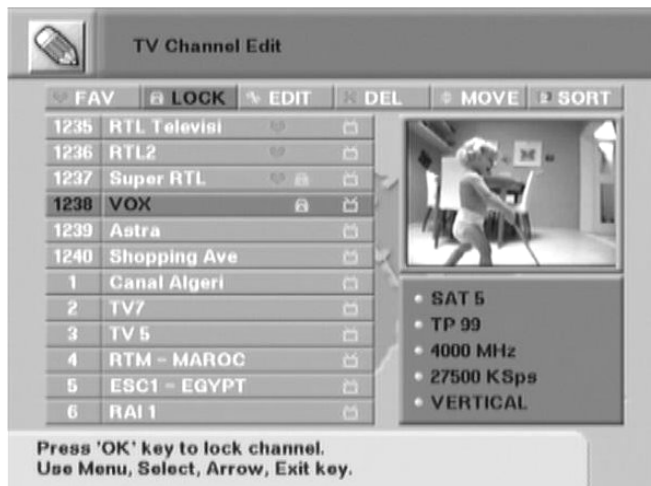 TV Channel Edit
FAV LOCK EDIT DEL MOVE SORT
1235 RTL Televisi
1236 RTL2
1237 Super RTL
1238 VOX
1239 Astra
1240 Shopping Ave
1 Canal Algeri
2 TV7
3 TV 5
4 RTM - MAROC
5 ESC1 - EGYPT
6 RAI 1
SAT 5
TP 99
4000 MHz
27500 KSps
VERTICAL
Press 'OK' key to lock channel.
Use Menu, Select, Arrow, Exit key.